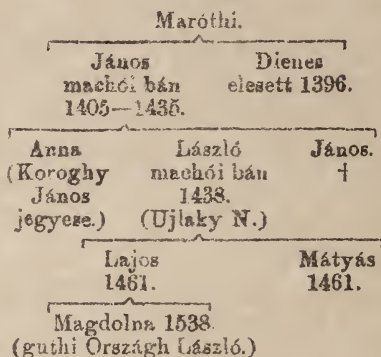 Maróthi.
János Dienes
machói bán elesett 1396.
1405—1435.
Anna László János.
(Koroghy machói bán †
János 1438.
jegyese.) (Ujlaky N.)
Lajos Mátyás
1461. 1461.
Magdolna 1538.
(guthi Országh László.)